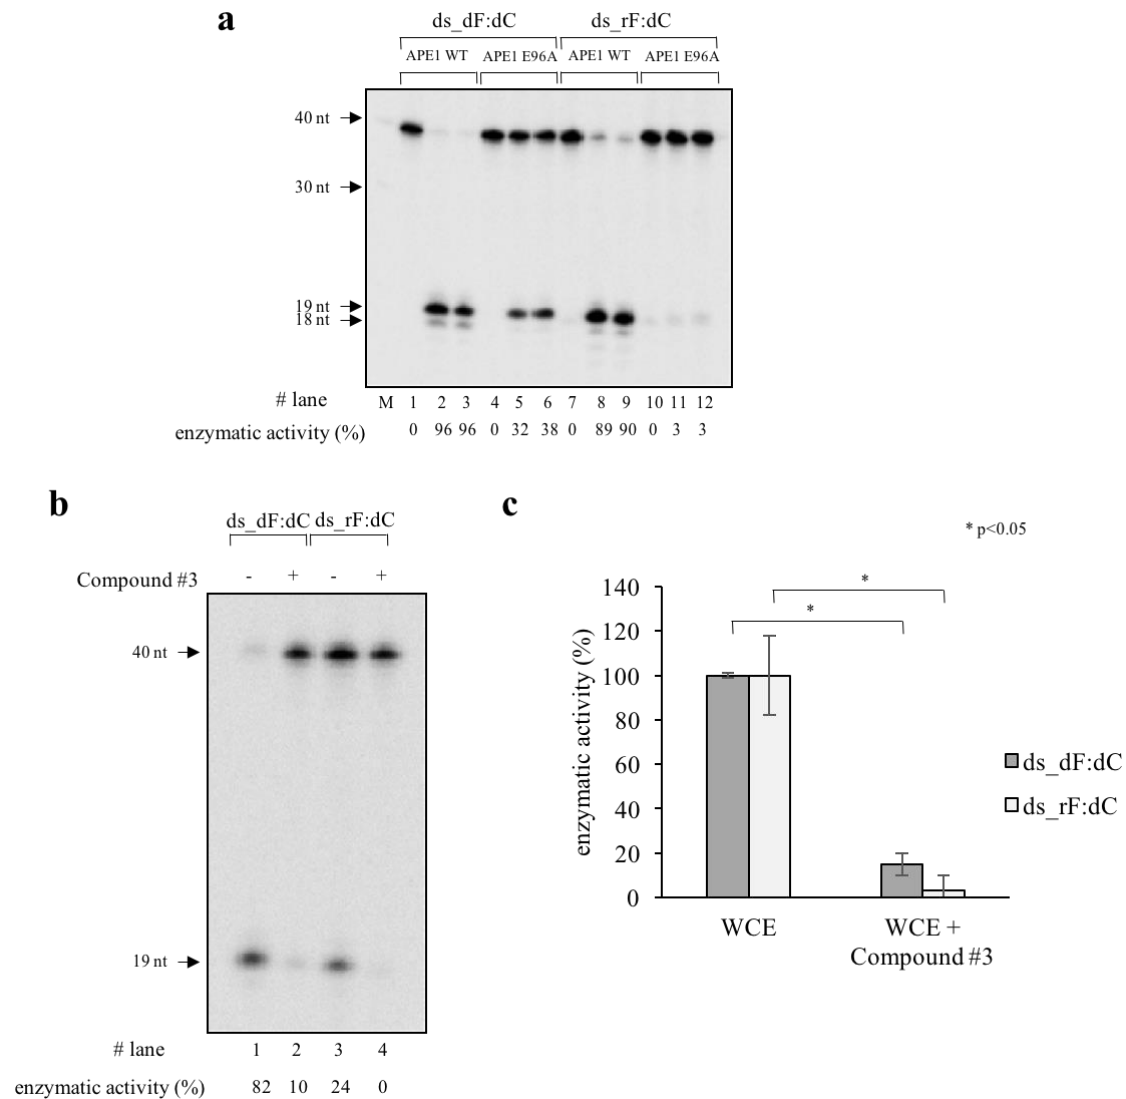 a
ds_dF:dC ds_rF:dC
APE1 WT APE1 E96A APE1 WT APE1 E96A
40 nt
30 nt
19 nt
18 nt
# lane M 1 2 3 4 5 6 7 8 9 10 11 12
enzymatic activity (%) 0 96 96 0 32 38 0 89 90 0 3 3
b
ds_dF:dC ds_rF:dC
Compound #3 - + - +
40 nt
19 nt
# lane 1 2 3 4
enzymatic activity (%) 82 10 24 0
c
* p<0.05
* 
*
enzymatic activity (%)
140
120
100
80
60
40
20
0
WCE WCE +
Compound #3
ds_dF:dC
ds_rF:dC